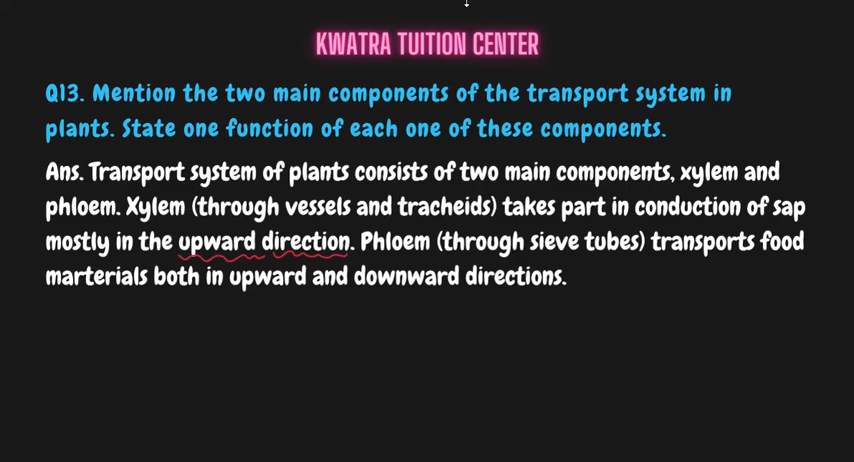 KWATRA TUITION CENTER
Q13. Mention the two main components of the transport system in
plants. State one function of each one of these components.
Ans. Transport system of plants consists of two main components, xylem and
phloem. Xylem (through vessels and tracheids) takes part in conduction of sap
mostly in the upward direction. Phloem (through sieve tubes) transports food
marterials both in upward and downward directions.